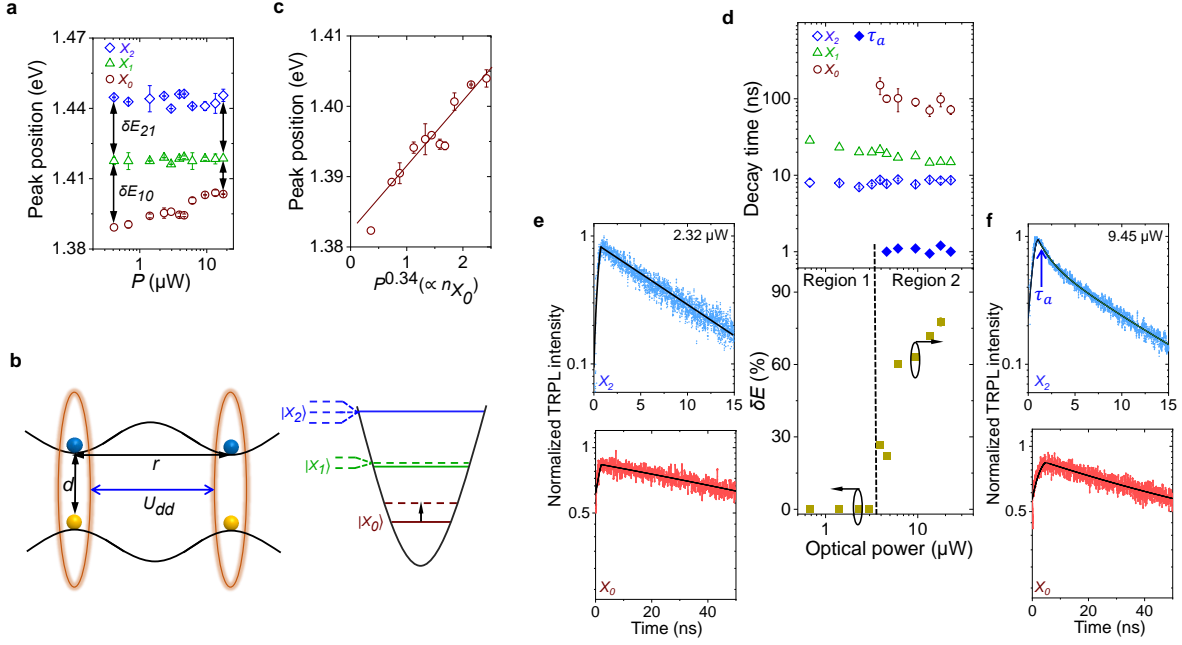 a
1.47
1.44
1.41
1.38
Peak position (eV)
X2
X1
X0
δE21
δE10
1
10
P (µW)
c
1.41
1.40
1.39
1.38
Peak position (eV)
0
1
2
P^0.34 (∝ nX0)
b
d
r
Udd
|X2⟩
|X1⟩
|X0⟩
d
X2
τa
X1
X0
100
10
1
Decay time (ns)
Region 1
Region 2
90
60
30
0
δE (%)
1
10
Optical power (µW)
e
2.32 µW
1
0.1
X2
0
5
10
15
Normalized TRPL intensity
1
0.5
X0
0
20
40
Time (ns)
f
9.45 µW
τa
1
0.1
X2
0
5
10
15
Normalized TRPL intensity
1
0.5
X0
0
20
40
Time (ns)